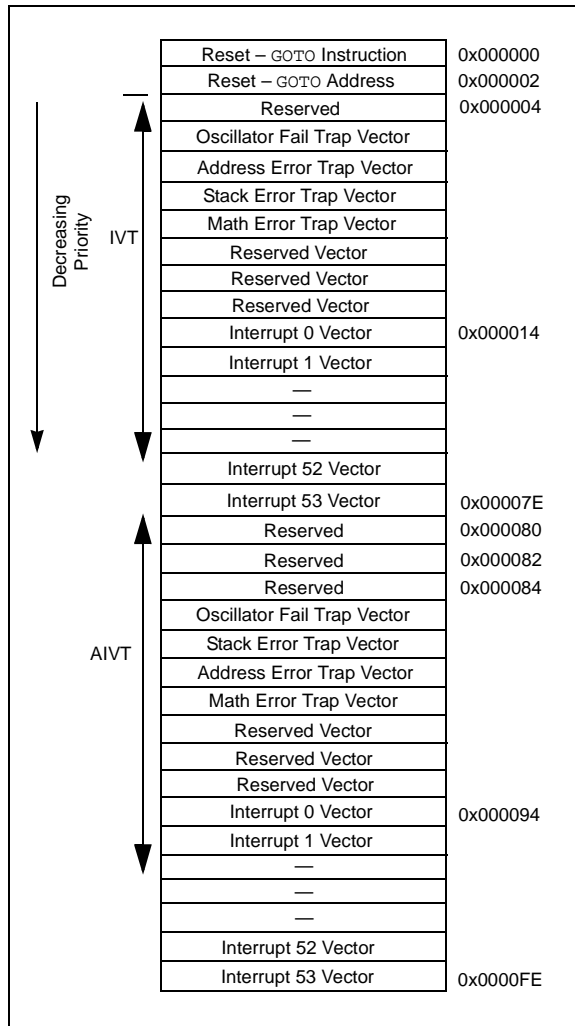 Reset – GOTO Instruction 0x000000
Reset – GOTO Address 0x000002
Reserved 0x000004
Oscillator Fail Trap Vector
Address Error Trap Vector
Stack Error Trap Vector
Math Error Trap Vector
Decreasing
Priority
IVT
Reserved Vector
Reserved Vector
Reserved Vector
Interrupt 0 Vector 0x000014
Interrupt 1 Vector
—
—
—
Interrupt 52 Vector
Interrupt 53 Vector 0x00007E
Reserved 0x000080
Reserved 0x000082
Reserved 0x000084
Oscillator Fail Trap Vector
Stack Error Trap Vector
AIVT
Address Error Trap Vector
Math Error Trap Vector
Reserved Vector
Reserved Vector
Reserved Vector
Interrupt 0 Vector 0x000094
Interrupt 1 Vector
—
—
—
Interrupt 52 Vector
Interrupt 53 Vector 0x0000FE